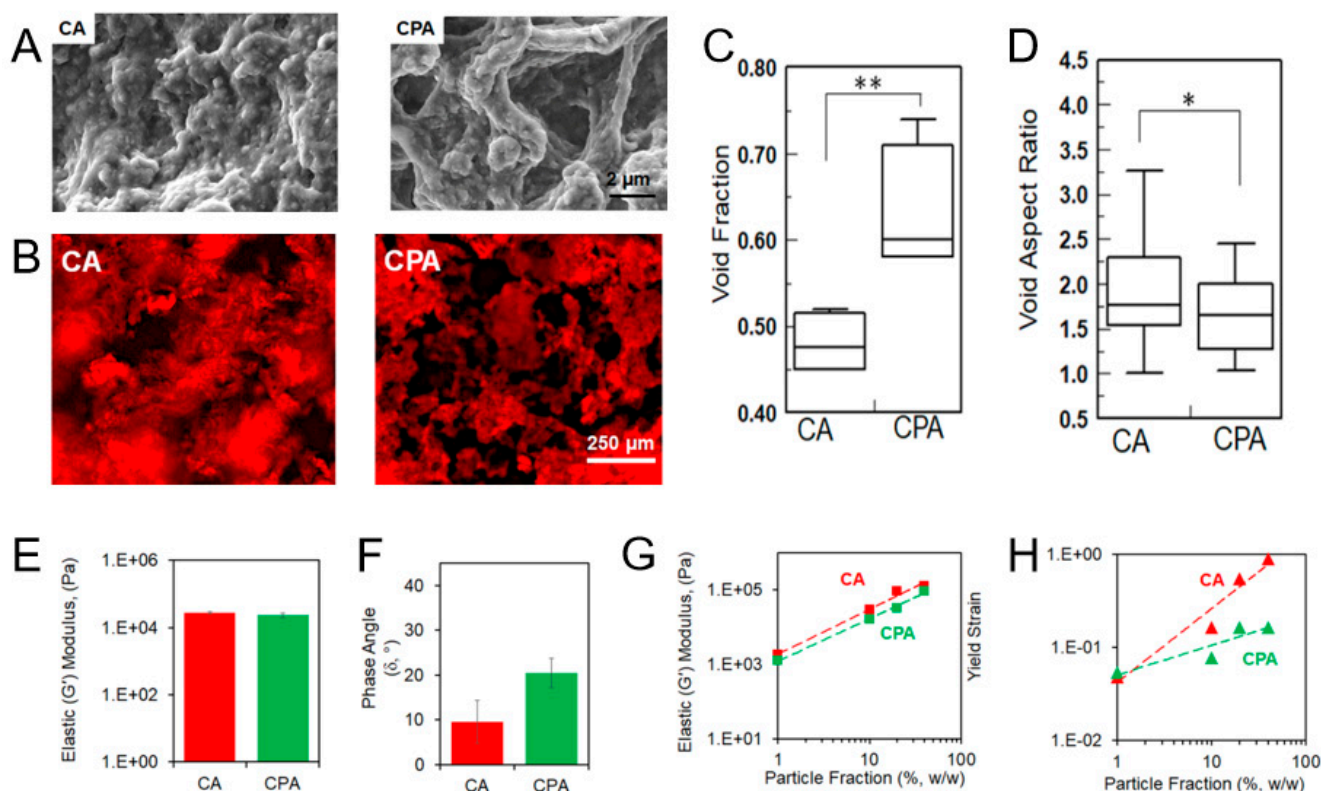 A
CA
CPA
2 µm
B
CA
CPA
250 µm
C
Void Fraction
0.80
0.70
0.60
0.50
0.40
**
CA
CPA
D
Void Aspect Ratio
4.5
4.0
3.5
3.0
2.5
2.0
1.5
1.0
0.5
*
CA
CPA
E
Elastic (G') Modulus, (Pa)
1.E+06
1.E+04
1.E+02
1.E+00
CA
CPA
F
Phase Angle
(δ, °)
40
30
20
10
0
CA
CPA
G
Elastic (G') Modulus, (Pa)
1.E+05
1.E+03
1.E+01
CA
CPA
1
10
100
Particle Fraction (%, w/w)
H
Yield Strain
1.E+00
1.E-01
1.E-02
CA
CPA
1
10
100
Particle Fraction (%, w/w)